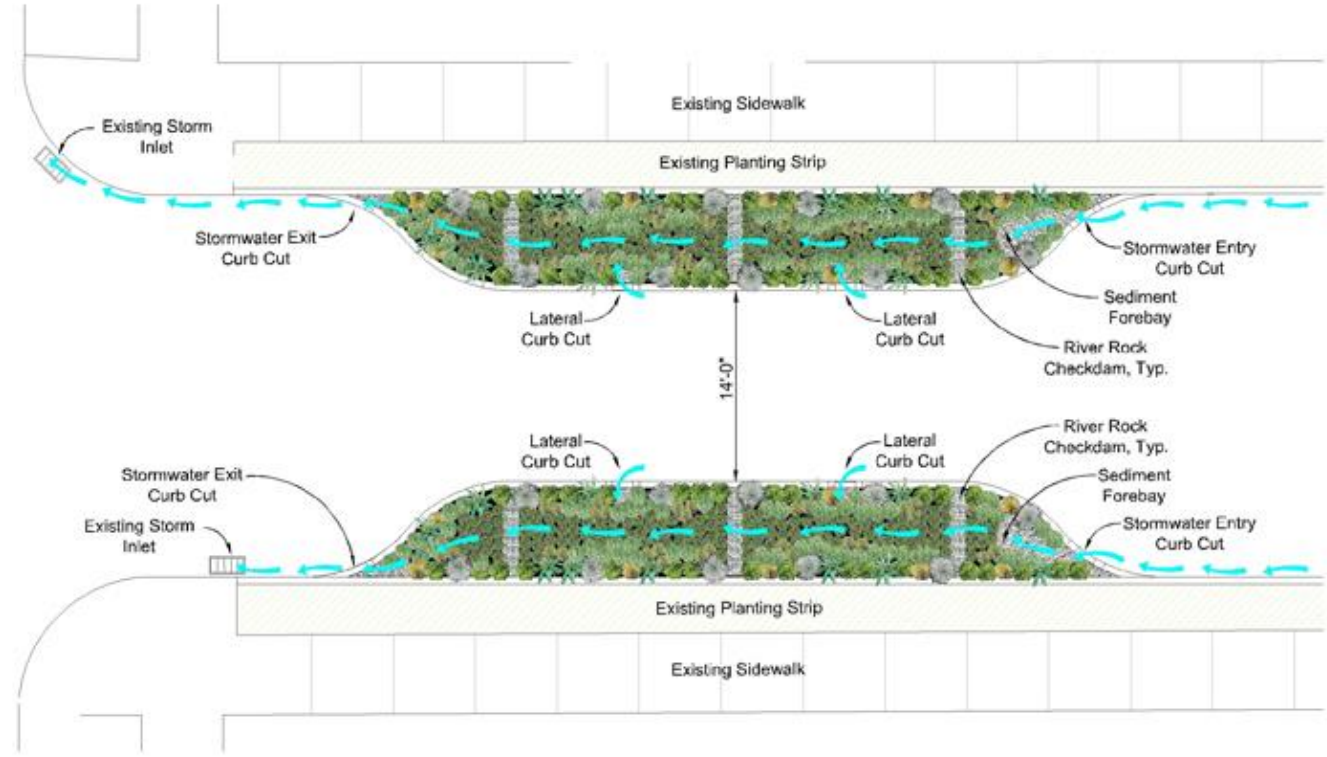 Existing Sidewalk
Existing Storm
Inlet
Existing Planting Strip
Stormwater Exit
Curb Cut
Stormwater Entry
Curb Cut
Lateral
Curb Cut
Lateral
Curb Cut
Sediment
Forebay
River Rock
Checkdam, Typ.
14'-0"
Lateral
Curb Cut
Lateral
Curb Cut
River Rock
Checkdam, Typ.
Stormwater Exit
Curb Cut
Sediment
Forebay
Existing Storm
Inlet
Stormwater Entry
Curb Cut
Existing Planting Strip
Existing Sidewalk